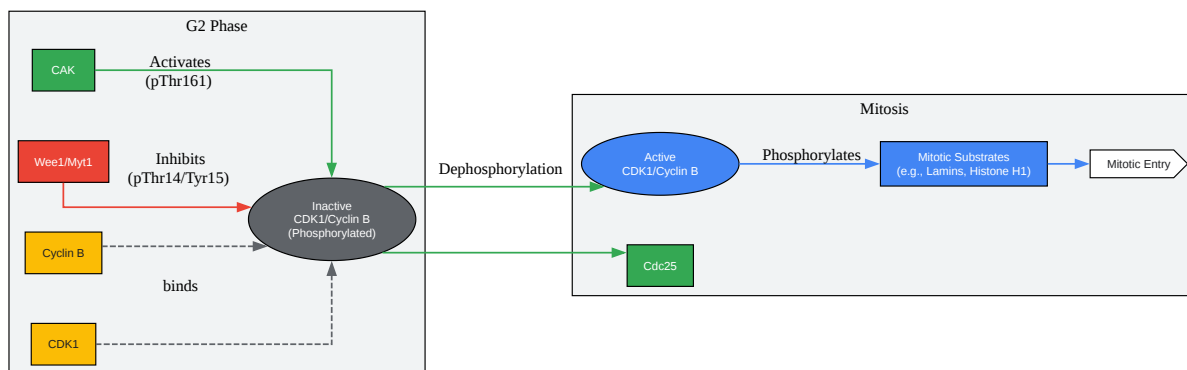 G2 Phase
CAK
Activates
(pThr161)
Wee1/Myt1
Inhibits
(pThr14/Tyr15)
Inactive
CDK1/Cyclin B
(Phosphorylated)
Cyclin B
binds
CDK1
Dephosphorylation
Mitosis
Active
CDK1/Cyclin B
Phosphorylates
Mitotic Substrates
(e.g., Lamins, Histone H1)
Mitotic Entry
Cdc25